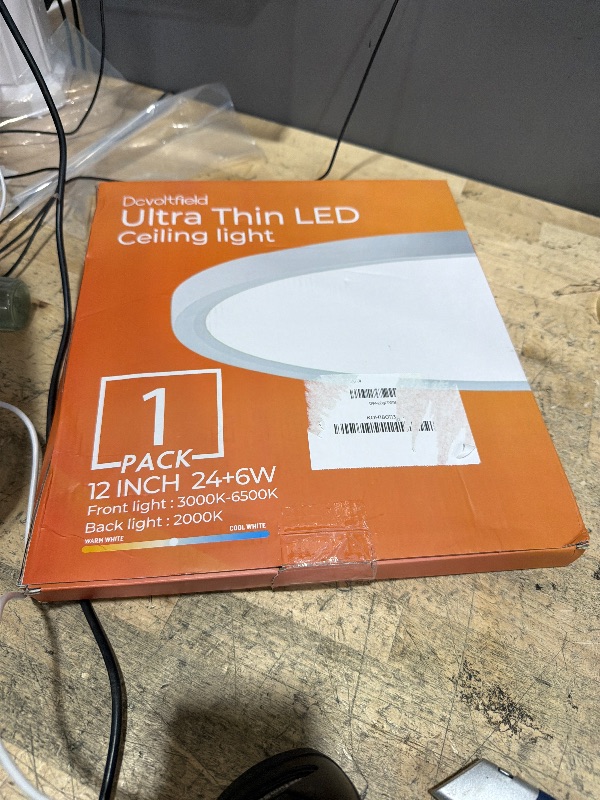 Dcvoltfield
Ultra Thin LED
Ceiling light
1
PACK
12 INCH 24+6W
Front light : 3000K-6500K
Back light : 2000K
WARM WHITE
COOL WHITE